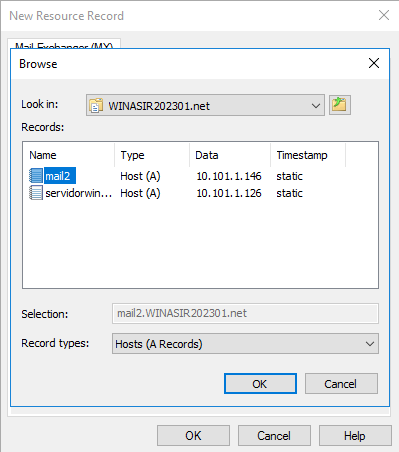 New Resource Record
Mail Exchanger (MX)
Browse
Look in: WINASIR202301.net
Records:
Name Type Data Timestamp
mail2 Host (A) 10.101.1.146 static
servidorwin... Host (A) 10.101.1.126 static
Selection: mail2.WINASIR202301.net
Record types: Hosts (A Records)
OK Cancel
OK Cancel Help